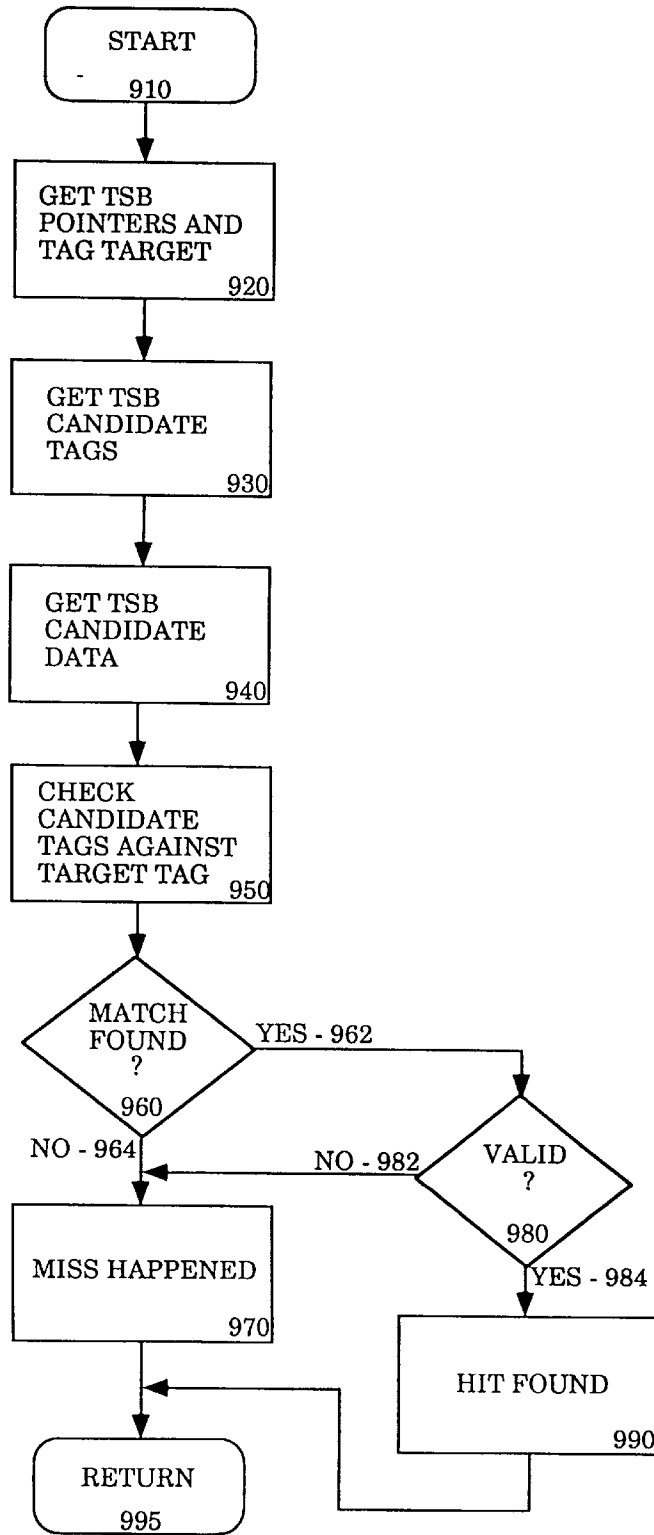 START
910
GET TSB
POINTERS AND
TAG TARGET
920
GET TSB
CANDIDATE
TAGS
930
GET TSB
CANDIDATE
DATA
940
CHECK
CANDIDATE
TAGS AGAINST
TARGET TAG
950
MATCH
FOUND
?
960
YES - 962
NO - 964
VALID
?
980
NO - 982
YES - 984
MISS HAPPENED
970
HIT FOUND
990
RETURN
995